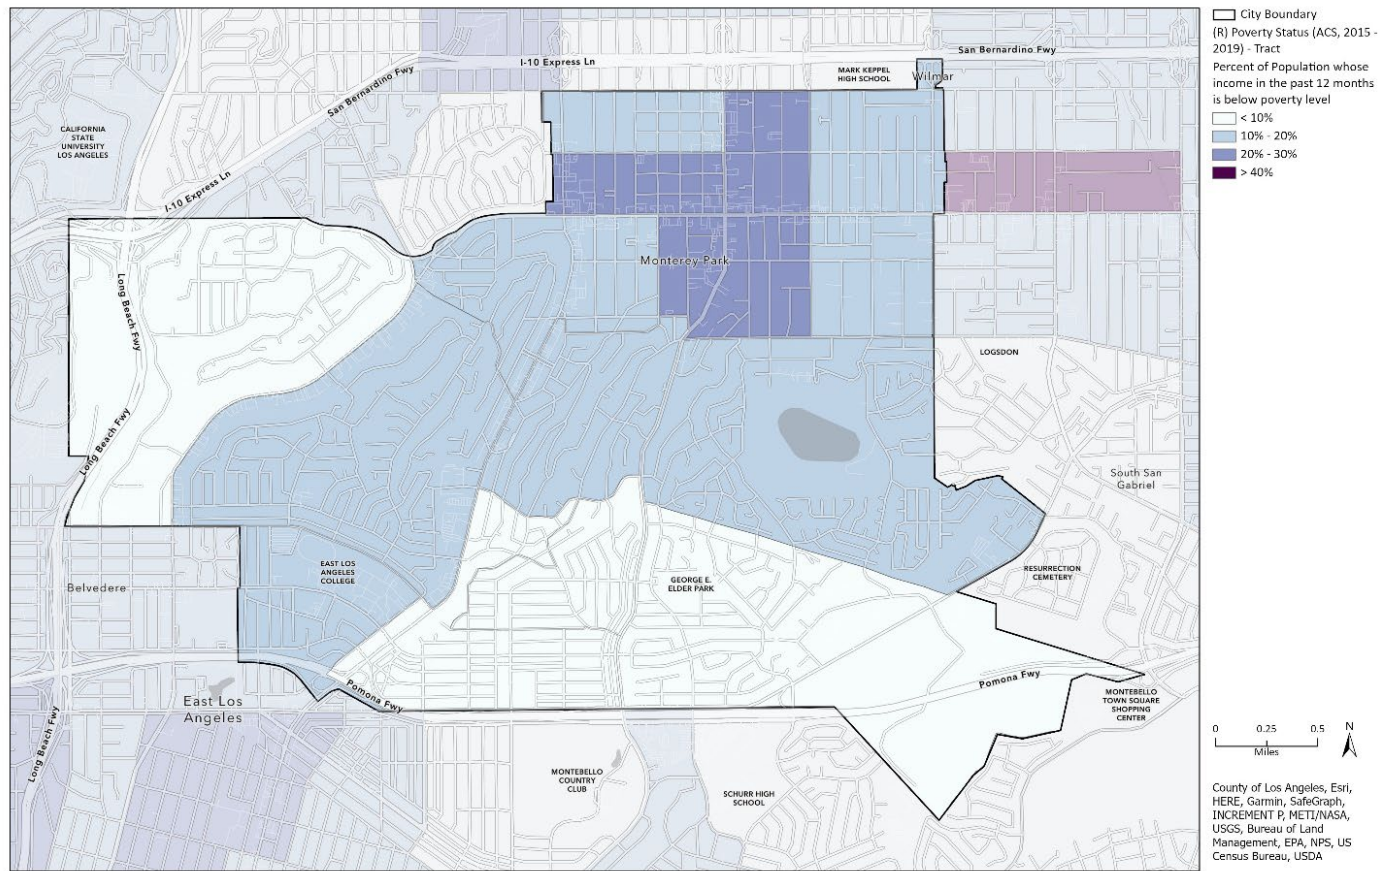 City Boundary
(R) Poverty Status (ACS, 2015 -
2019) - Tract
Percent of Population whose
income in the past 12 months
is below poverty level
< 10%
10% - 20%
20% - 30%
> 40%
San Bernardino Fwy
I-10 Express Ln
MARK KEPPEL
HIGH SCHOOL
Wilmar
San Bernardino Fwy
CALIFORNIA
STATE
UNIVERSITY
LOS ANGELES
I-10 Express Ln
Monterey Park
Long Beach Fwy
LOGSDON
Long Beach Fwy
South San
Gabriel
EAST LOS
ANGELES
COLLEGE
GEORGE E.
ELDER PARK
RESURRECTION
CEMETERY
Belvedere
Pomona Fwy
Pomona Fwy
East Los
Angeles
MONTEBELLO
TOWN SQUARE
SHOPPING
CENTER
Long Beach Fwy
MONTEBELLO
COUNTRY
CLUB
SCHURR HIGH
SCHOOL
0 0.25 0.5
Miles
N
County of Los Angeles, Esri,
HERE, Garmin, SafeGraph,
INCREMENT P, METI/NASA,
USGS, Bureau of Land
Management, EPA, NPS, US
Census Bureau, USDA